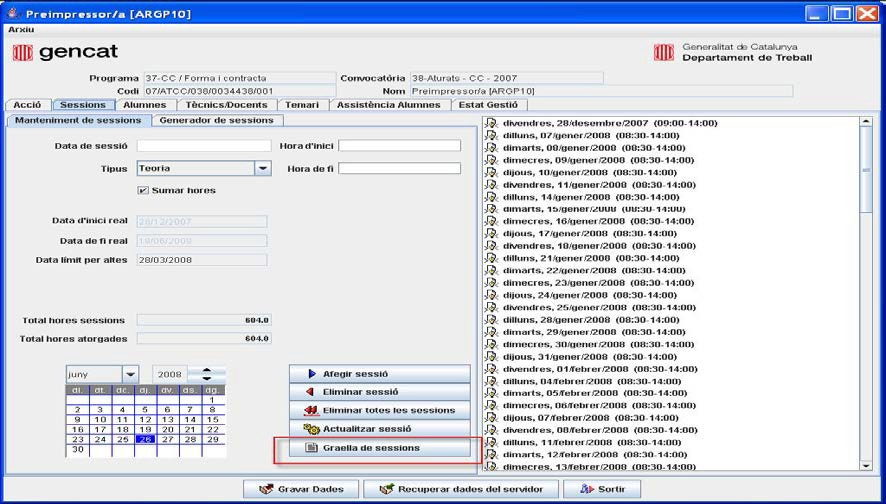 Preimpressor/a [ARGP10]
Arxiu
gencat
Generalitat de Catalunya
Departament de Treball
Programa 37-CC / Forma i contracta Convocatòria 38-Aturats - CC - 2007
Codi 07/ATCC/038/0034438/001 Nom Preimpressor/a [ARGP10]
Acció Sessions Alumnes Tècnics/Docents Temari Assistència Alumnes Estat Gestió
Manteniment de sessions Generador de sessions
Data de sessió Hora d'inici
Tipus Teoria Hora de fi
Sumar hores
Data d'inici real 28/12/2007
Data de fi real 19/06/2008
Data límit per altes 28/03/2008
Total hores sessions 604.0
Total hores atorgades 604.0
juny 2008
dl. dt. dc. dj. dv. ds. dg.
1
2 3 4 5 6 7 8
9 10 11 12 13 14 15
16 17 18 19 20 21 22
23 24 25 26 27 28 29
30
Afegir sessió
Eliminar sessió
Eliminar totes les sessions
Actualitzar sessió
Graella de sessions
divendres, 28/desembre/2007 (09:00-14:00)
dilluns, 07/gener/2008 (08:30-14:00)
dimarts, 08/gener/2008 (08:30-14:00)
dimecres, 09/gener/2008 (08:30-14:00)
dijous, 10/gener/2008 (08:30-14:00)
divendres, 11/gener/2008 (08:30-14:00)
dilluns, 14/gener/2008 (08:30-14:00)
dimarts, 15/gener/2008 (08:30-14:00)
dimecres, 16/gener/2008 (08:30-14:00)
dijous, 17/gener/2008 (08:30-14:00)
divendres, 18/gener/2008 (08:30-14:00)
dilluns, 21/gener/2008 (08:30-14:00)
dimarts, 22/gener/2008 (08:30-14:00)
dimecres, 23/gener/2008 (08:30-14:00)
dijous, 24/gener/2008 (08:30-14:00)
divendres, 25/gener/2008 (08:30-14:00)
dilluns, 28/gener/2008 (08:30-14:00)
dimarts, 29/gener/2008 (08:30-14:00)
dimecres, 30/gener/2008 (08:30-14:00)
dijous, 31/gener/2008 (08:30-14:00)
divendres, 01/febrer/2008 (08:30-14:00)
dilluns, 04/febrer/2008 (08:30-14:00)
dimarts, 05/febrer/2008 (08:30-14:00)
dimecres, 06/febrer/2008 (08:30-14:00)
dijous, 07/febrer/2008 (08:30-14:00)
divendres, 08/febrer/2008 (08:30-14:00)
dilluns, 11/febrer/2008 (08:30-14:00)
dimarts, 12/febrer/2008 (08:30-14:00)
dimecres, 13/febrer/2008 (08:30-14:00)
Gravar Dades Recuperar dades del servidor Sortir